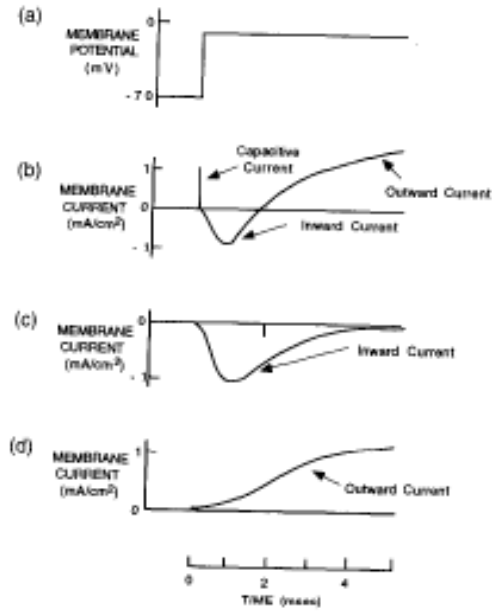 (a)
0
MEMBRANE
POTENTIAL
(mV)
-70
(b)
Capacitive
Current
1
MEMBRANE
CURRENT
(mA/cm2)
0
Outward Current
Inward Current
-1
(c)
0
MEMBRANE
CURRENT
(mA/cm2)
Inward Current
-1
(d)
MEMBRANE
CURRENT
(mA/cm2)
1
Outward Current
0
0 2 4
TIME (msec)